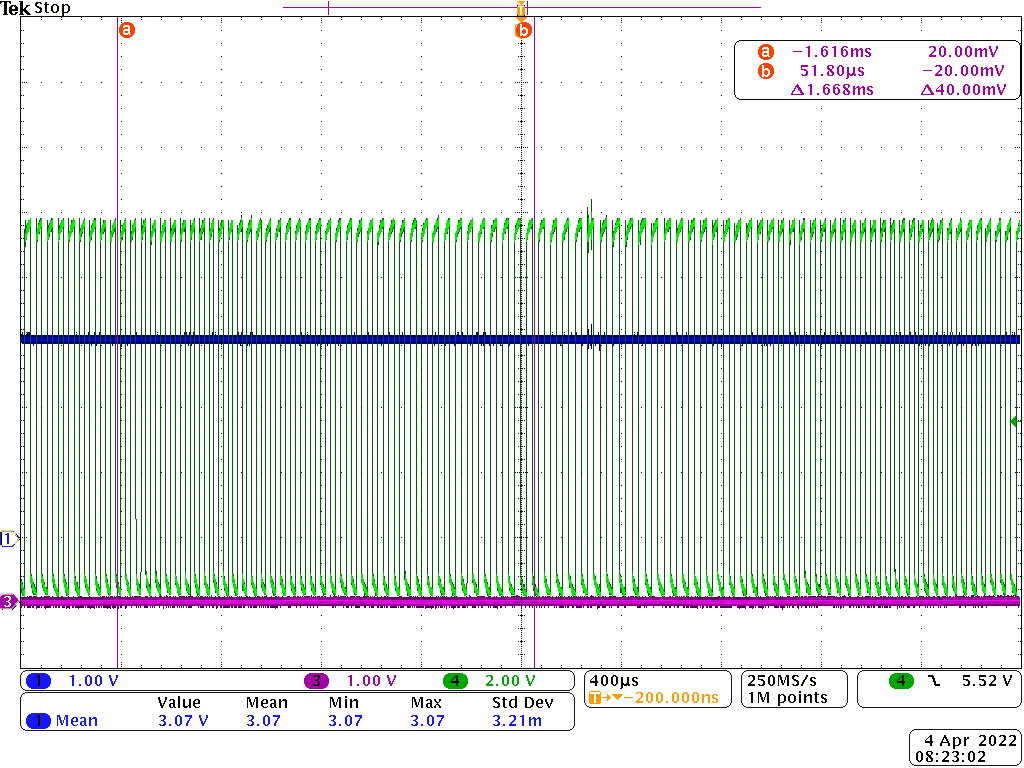 Tek Stop
T
a
b
a −1.616ms 20.00mV
b 51.80µs −20.00mV
Δ1.668ms Δ40.00mV
1
3
1 1.00 V 3 1.00 V 4 2.00 V
400µs
T→▼−200.000ns
250MS/s
1M points
4 5.52 V
Value Mean Min Max Std Dev
1 Mean 3.07 V 3.07 3.07 3.07 3.21m
4 Apr 2022
08:23:02